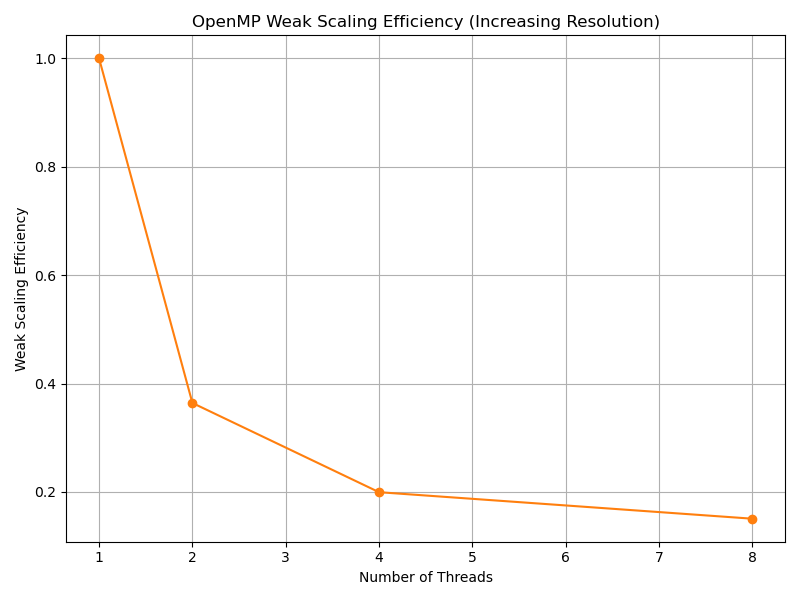 OpenMP Weak Scaling Efficiency (Increasing Resolution)
Weak Scaling Efficiency
1.0
0.8
0.6
0.4
0.2
1 2 3 4 5 6 7 8
Number of Threads